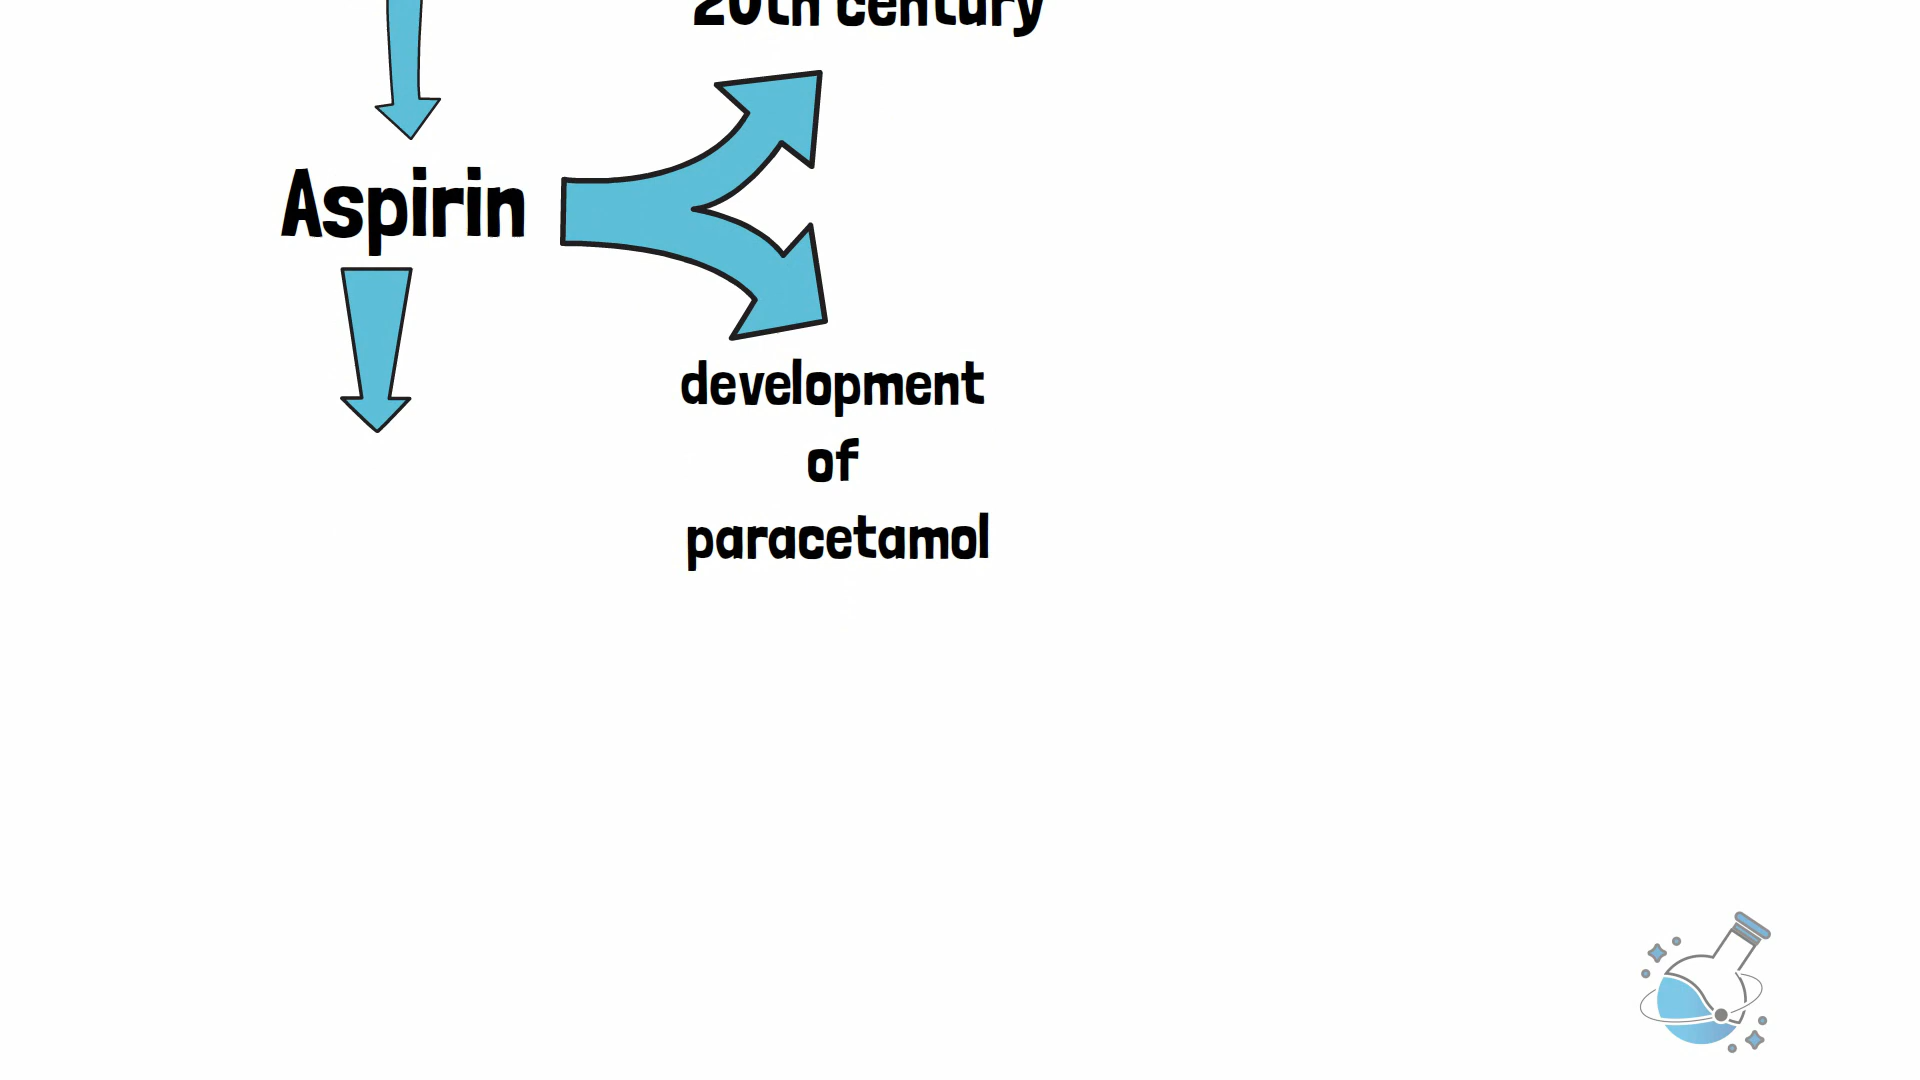 20th century
Aspirin
development
of
paracetamol